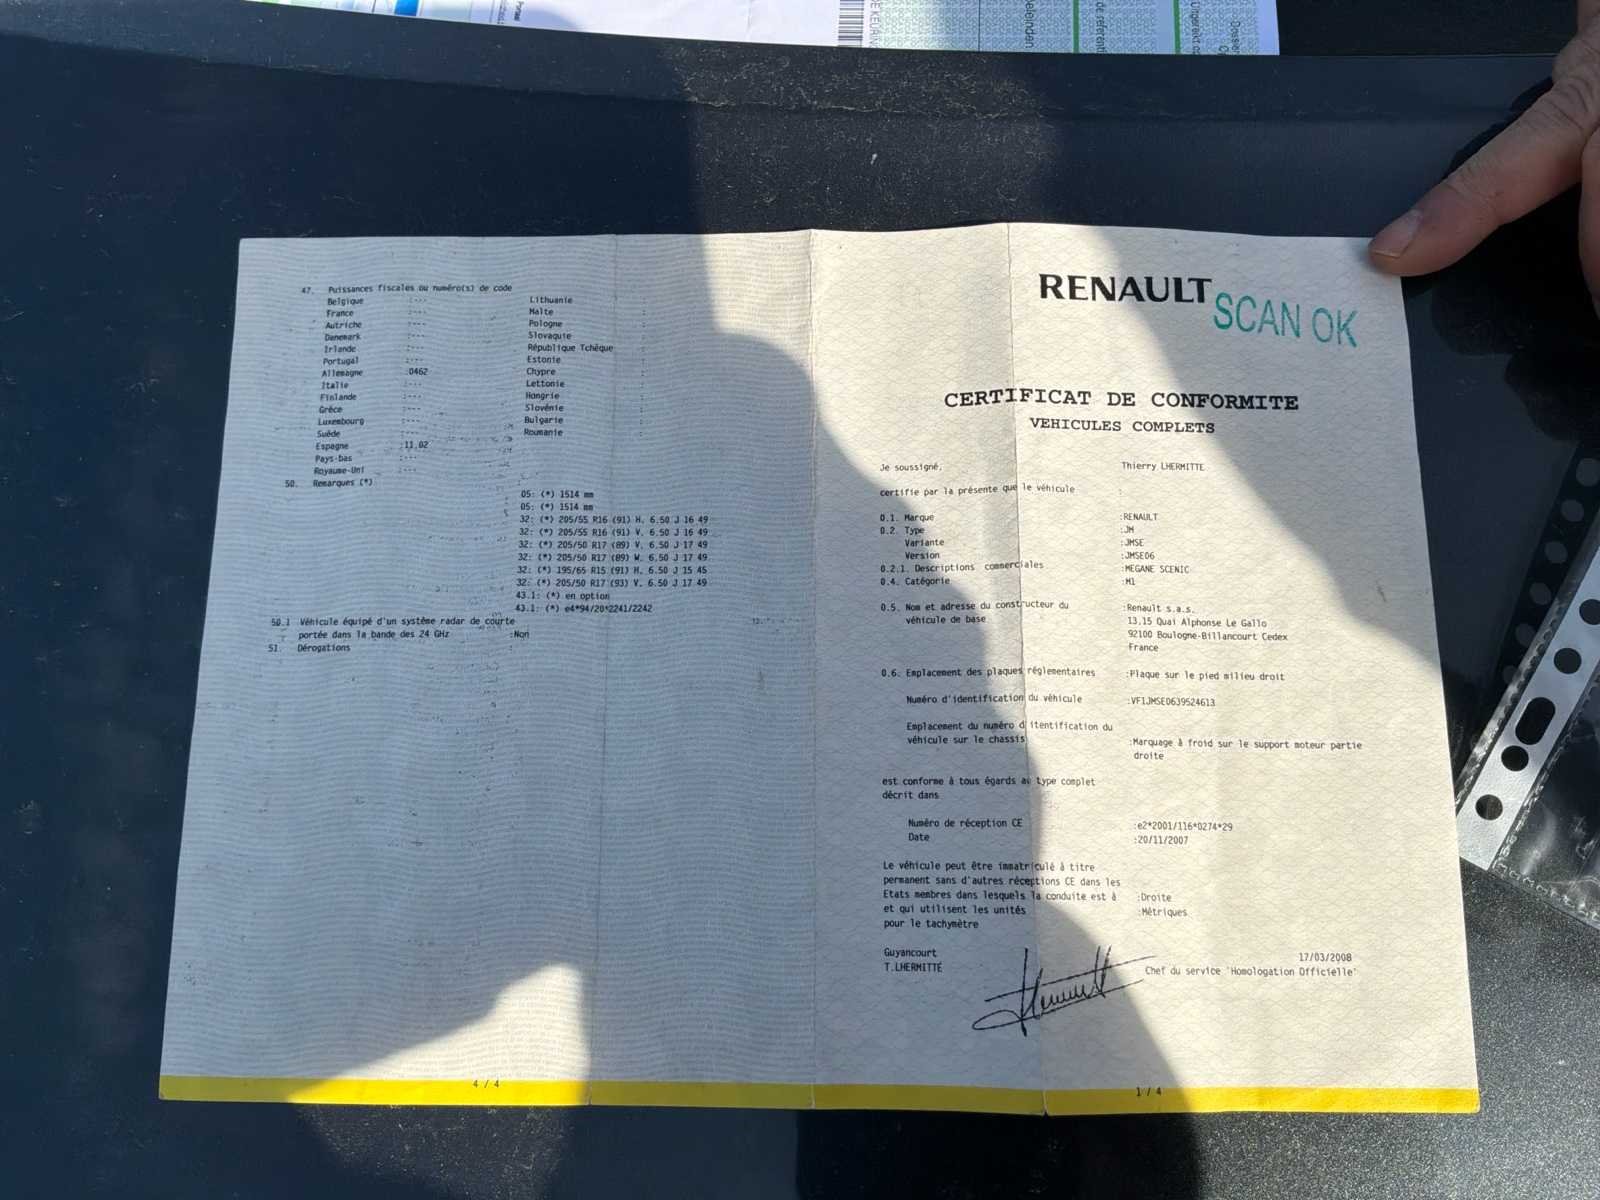 47. Puissances fiscales ou numéro(s) de code
Belgique :--- Lithuanie :
France :--- Malte :
Autriche :--- Pologne :
Danemark :--- Slovaquie :
Irlande :--- République Tchèque :
Portugal :--- Estonie :
Allemagne :0462 Chypre :
Italie :--- Lettonie :
Finlande :--- Hongrie :
Grèce :--- Slovénie :
Luxembourg :--- Bulgarie :
Suède :--- Roumanie :
Espagne :11,02
Pays-bas :---
Royaume-Uni :---
50. Remarques (*)
05: (*) 1514 mm
05: (*) 1514 mm
32: (*) 205/55 R16 (91) H. 6.50 J 16 49
32: (*) 205/55 R16 (91) V. 6.50 J 16 49
32: (*) 205/50 R17 (89) V. 6.50 J 17 49
32: (*) 205/50 R17 (89) W. 6.50 J 17 49
32: (*) 195/65 R15 (91) H. 6.50 J 15 45
32: (*) 205/50 R17 (93) V. 6.50 J 17 49
43.1: (*) en option
43.1: (*) e4*94/20*2241/2242
50.1 Véhicule équipé d'un système radar de courte
portée dans la bande des 24 GHz :Non
51. Dérogations :
4 / 4
RENAULT
SCAN OK
CERTIFICAT DE CONFORMITE
VEHICULES COMPLETS
Je soussigné, Thierry LHERMITTE
certifie par la présente que le véhicule :
0.1. Marque :RENAULT
0.2. Type :JM
Variante :JMSE
Version :JMSE06
0.2.1. Descriptions commerciales :MEGANE SCENIC
0.4. Catégorie :M1
0.5. Nom et adresse du constructeur du :Renault s.a.s.
véhicule de base 13,15 Quai Alphonse Le Gallo
92100 Boulogne-Billancourt Cedex
France
0.6. Emplacement des plaques réglementaires :Plaque sur le pied milieu droit
Numéro d'identification du véhicule :VF1JMSE0639524613
Emplacement du numéro d'itentification du
véhicule sur le chassis :Marquage à froid sur le support moteur partie
droite
est conforme à tous égards au type complet
décrit dans
Numéro de réception CE :e2*2001/116*0274*29
Date :20/11/2007
Le véhicule peut être immatriculé à titre
permanent sans d'autres réceptions CE dans les
Etats membres dans lesquels la conduite est à :Droite
et qui utilisent les unités :Métriques
pour le tachymètre
Guyancourt 17/03/2008
T.LHERMITTE Chef du service 'Homologation Officielle'
1 / 4